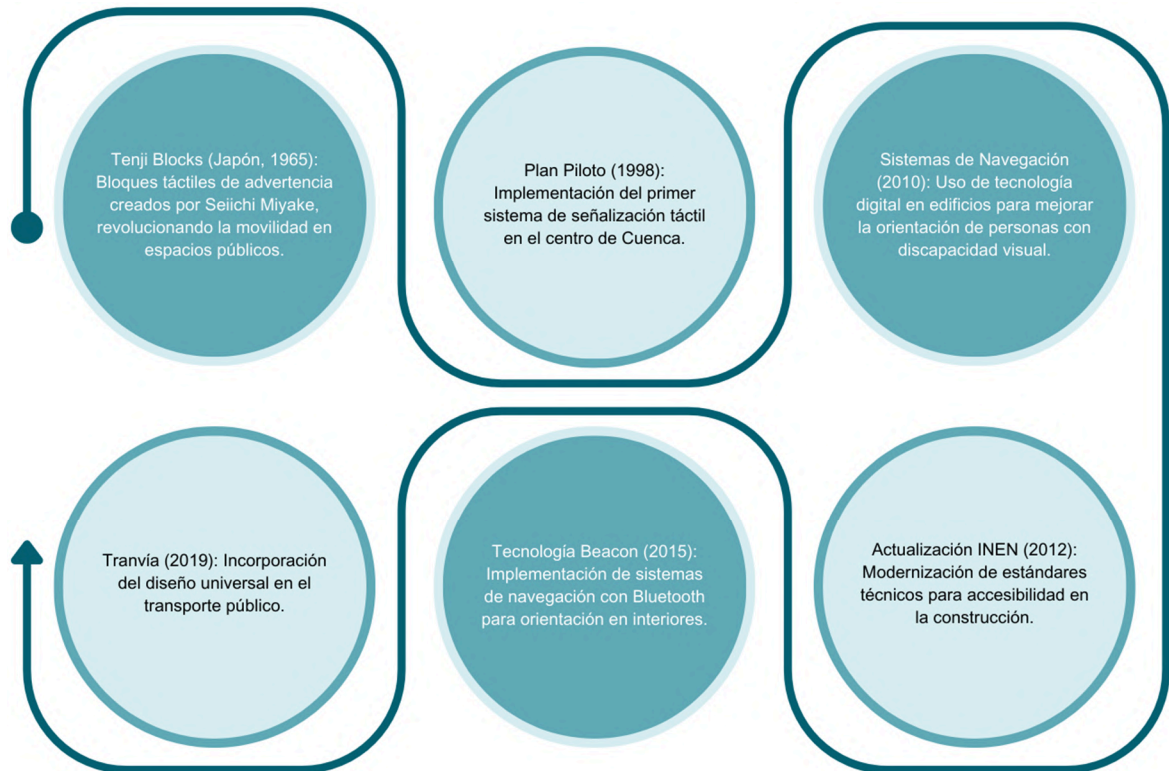 Tenji Blocks (Japón, 1965):
Bloques táctiles de advertencia
creados por Seiichi Miyake,
revolucionando la movilidad en
espacios públicos.
Plan Piloto (1998):
Implementación del primer
sistema de señalización táctil
en el centro de Cuenca.
Sistemas de Navegación
(2010): Uso de tecnología
digital en edificios para mejorar
la orientación de personas con
discapacidad visual.
Actualización INEN (2012):
Modernización de estándares
técnicos para accesibilidad en
la construcción.
Tecnología Beacon (2015):
Implementación de sistemas
de navegación con Bluetooth
para orientación en interiores.
Tranvía (2019): Incorporación
del diseño universal en el
transporte público.